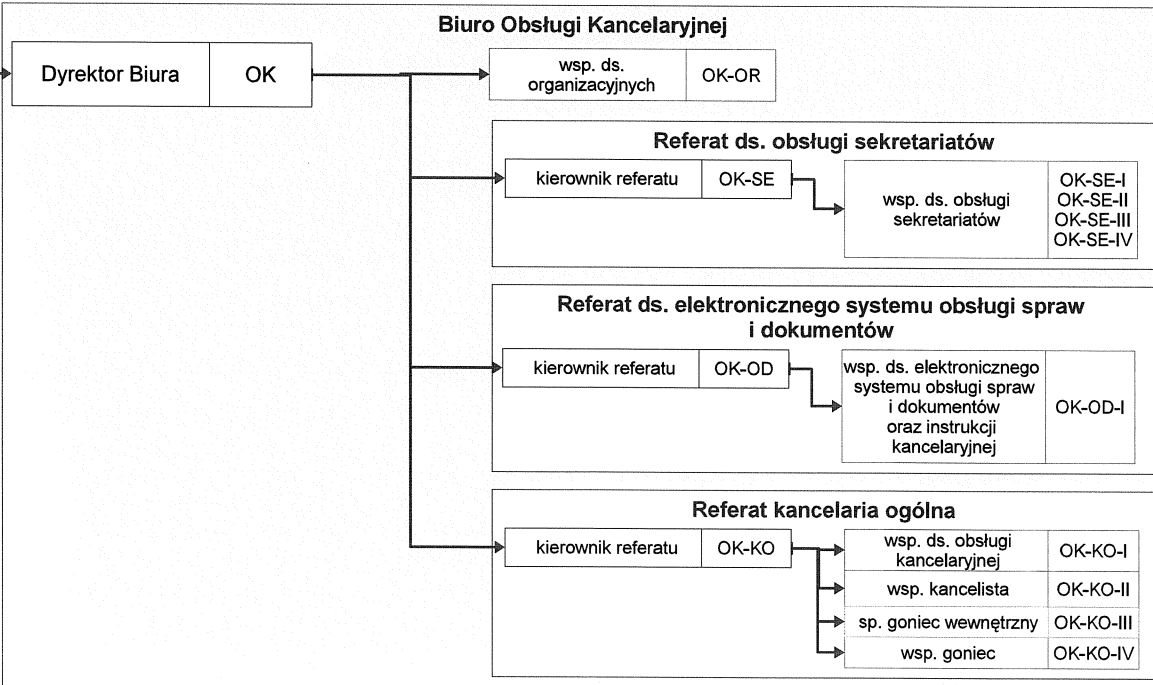 Biuro Obsługi Kancelaryjnej
Dyrektor Biura OK
wsp. ds.
organizacyjnych
OK-OR
Referat ds. obsługi sekretariatów
kierownik referatu OK-SE
wsp. ds. obsługi
sekretariatów
OK-SE-I
OK-SE-II
OK-SE-III
OK-SE-IV
Referat ds. elektronicznego systemu obsługi spraw
i dokumentów
kierownik referatu OK-OD
wsp. ds. elektronicznego
systemu obsługi spraw
i dokumentów
oraz instrukcji
kancelaryjnej
OK-OD-I
Referat kancelaria ogólna
kierownik referatu OK-KO
wsp. ds. obsługi
kancelaryjnej
OK-KO-I
wsp. kancelista OK-KO-II
sp. goniec wewnętrzny OK-KO-III
wsp. goniec OK-KO-IV